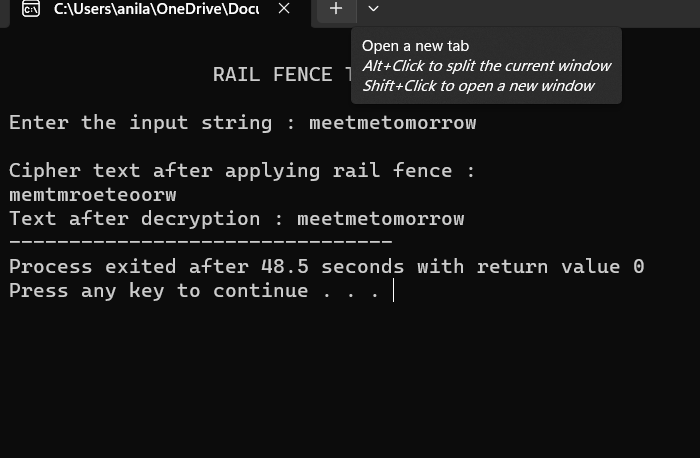 C:\Users\anila\OneDrive\Docu
Open a new tab
Alt+Click to split the current window
Shift+Click to open a new window
RAIL FENCE T
Enter the input string : meetmetomorrow
Cipher text after applying rail fence :
memtmroeteoorw
Text after decryption : meetmetomorrow
--------------------------------
Process exited after 48.5 seconds with return value 0
Press any key to continue . . .